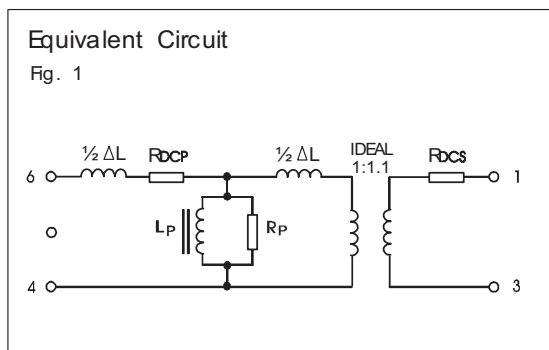 Equivalent Circuit
Fig. 1
½ ΔL RDCP ½ ΔL IDEAL RDCS
1:1.1
6 1
LP RP
4 3